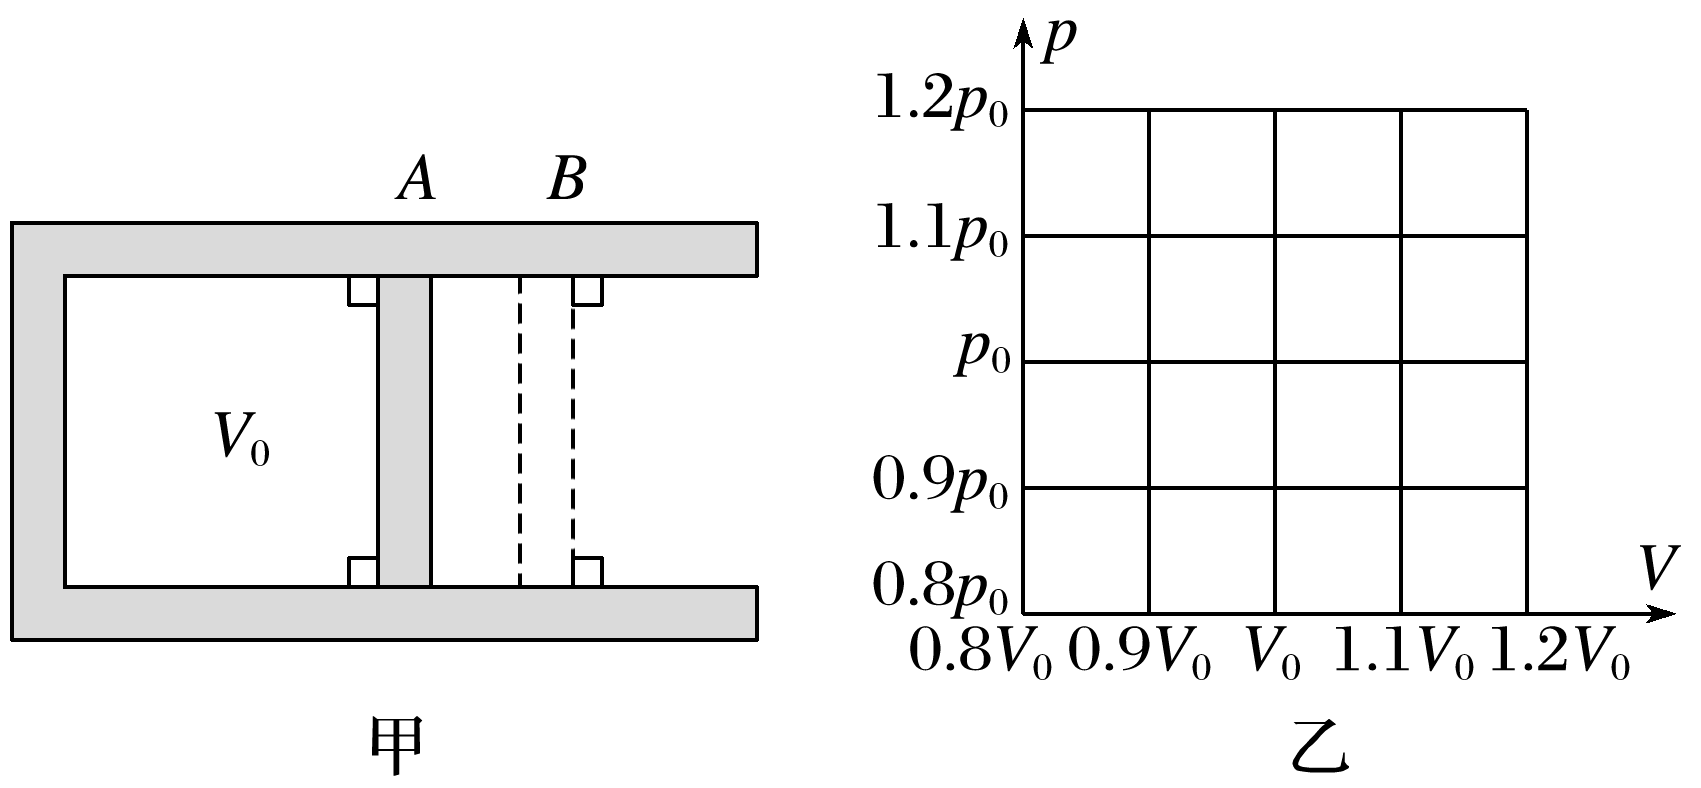 A B
V₀
甲
p
1.2p₀
1.1p₀
p₀
0.9p₀
0.8p₀
V
0.8V₀ 0.9V₀ V₀ 1.1V₀ 1.2V₀
乙